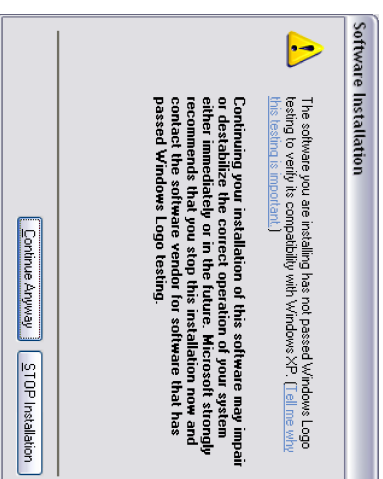 Software Installation
The software you are installing has not passed Windows Logo
testing to verify its compatibility with Windows XP. (Tell me why
this testing is important.)
Continuing your installation of this software may impair
or destabilize the correct operation of your system
either immediately or in the future. Microsoft strongly
recommends that you stop this installation now and
contact the software vendor for software that has
passed Windows Logo testing.
Continue Anyway
STOP Installation